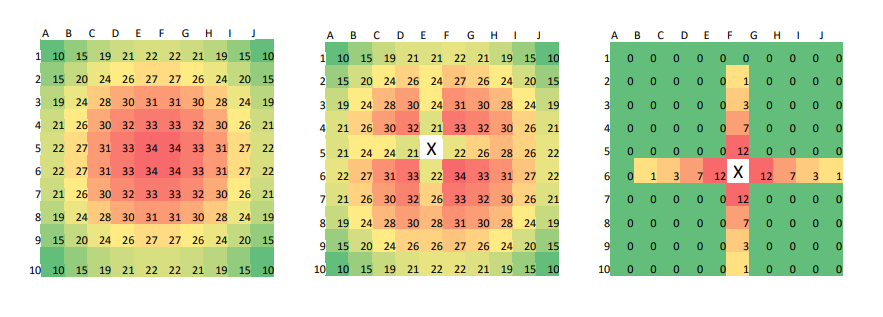 A B C D E F G H I J
1 10 15 19 21 22 22 21 19 15 10
2 15 20 24 26 27 27 26 24 20 15
3 19 24 28 30 31 31 30 28 24 19
4 21 26 30 32 33 33 32 30 26 21
5 22 27 31 33 34 34 33 31 27 22
6 22 27 31 33 34 34 33 31 27 22
7 21 26 30 32 33 33 32 30 26 21
8 19 24 28 30 31 31 30 28 24 19
9 15 20 24 26 27 27 26 24 20 15
10 10 15 19 21 22 22 21 19 15 10
A B C D E F G H I J
1 10 15 19 21 21 22 21 19 15 10
2 15 20 24 26 24 27 26 24 20 15
3 19 24 28 30 24 31 30 28 24 19
4 21 26 30 32 21 33 32 30 26 21
5 21 24 24 21 X 22 26 28 26 22
6 22 27 31 33 22 34 33 31 27 22
7 21 26 30 32 26 33 32 30 26 21
8 19 24 28 30 28 31 30 28 24 19
9 15 20 24 26 26 27 26 24 20 15
10 10 15 19 21 22 22 21 19 15 10
A B C D E F G H I J
1 0 0 0 0 0 0 0 0 0 0
2 0 0 0 0 0 1 0 0 0 0
3 0 0 0 0 0 3 0 0 0 0
4 0 0 0 0 0 7 0 0 0 0
5 0 0 0 0 0 12 0 0 0 0
6 0 1 3 7 12 X 12 7 3 1
7 0 0 0 0 0 12 0 0 0 0
8 0 0 0 0 0 7 0 0 0 0
9 0 0 0 0 0 3 0 0 0 0
10 0 0 0 0 0 1 0 0 0 0